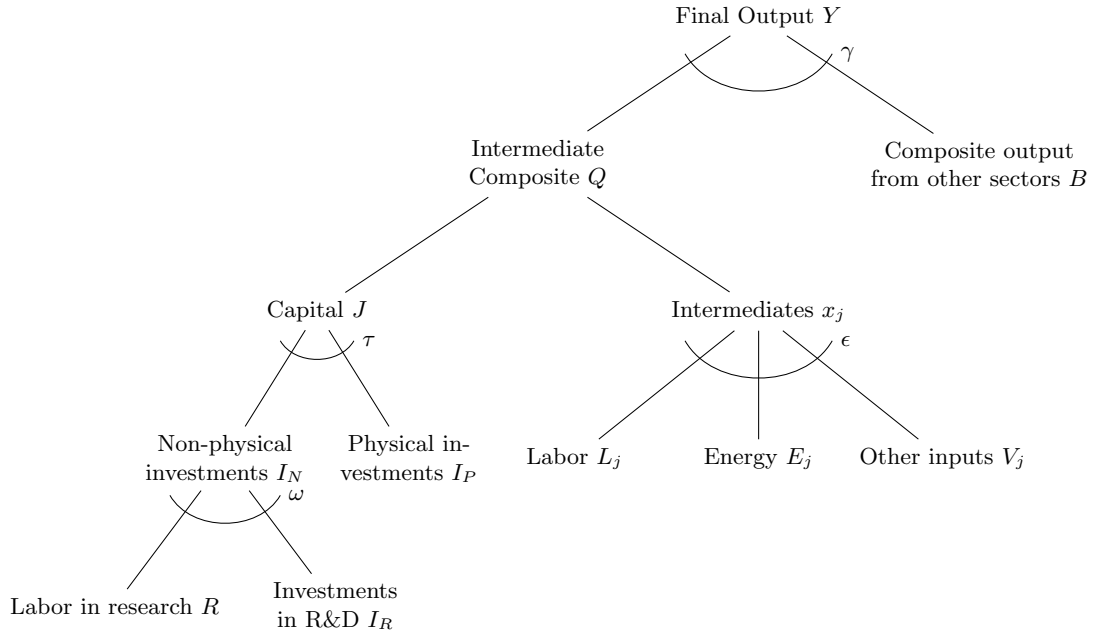 Final Output Y
γ
Intermediate
Composite Q
Composite output
from other sectors B
Capital J
τ
Intermediates x_j
ϵ
Non-physical
investments I_N
ω
Physical in-
vestments I_P
Labor L_j
Energy E_j
Other inputs V_j
Labor in research R
Investments
in R&D I_R